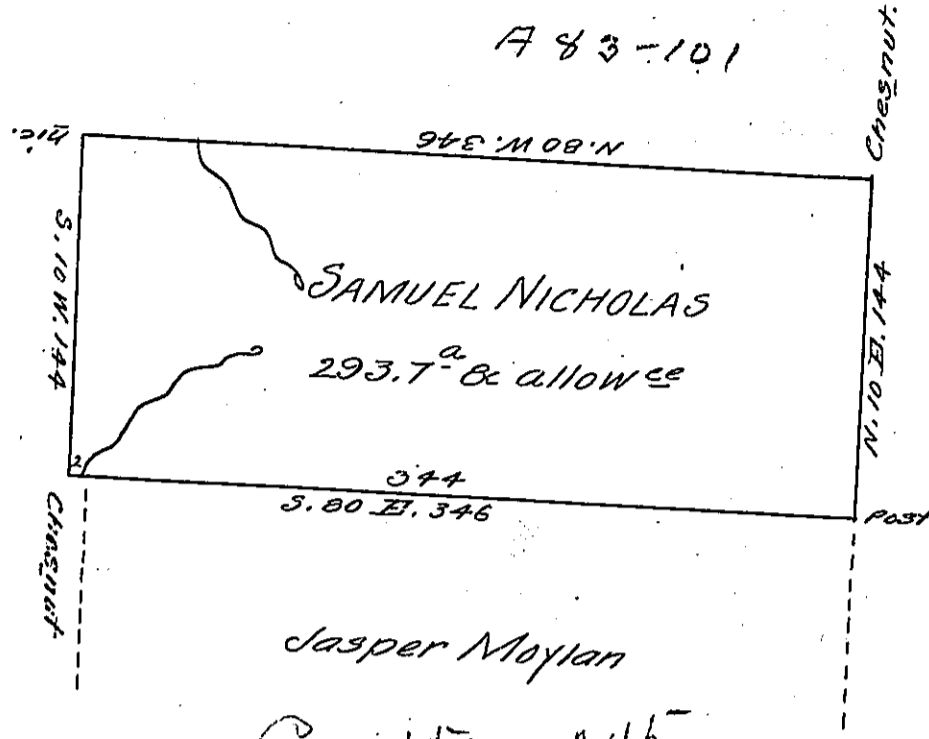 A 83-101
Chesnut.
hic.
N.80 W. 346
S. 10 W. 144
SAMUEL NICHOLAS
293.7a & allowce
N. 10 E. 144
2
344
S. 80 E. 346
Post
Chesnut
Jasper Moylan